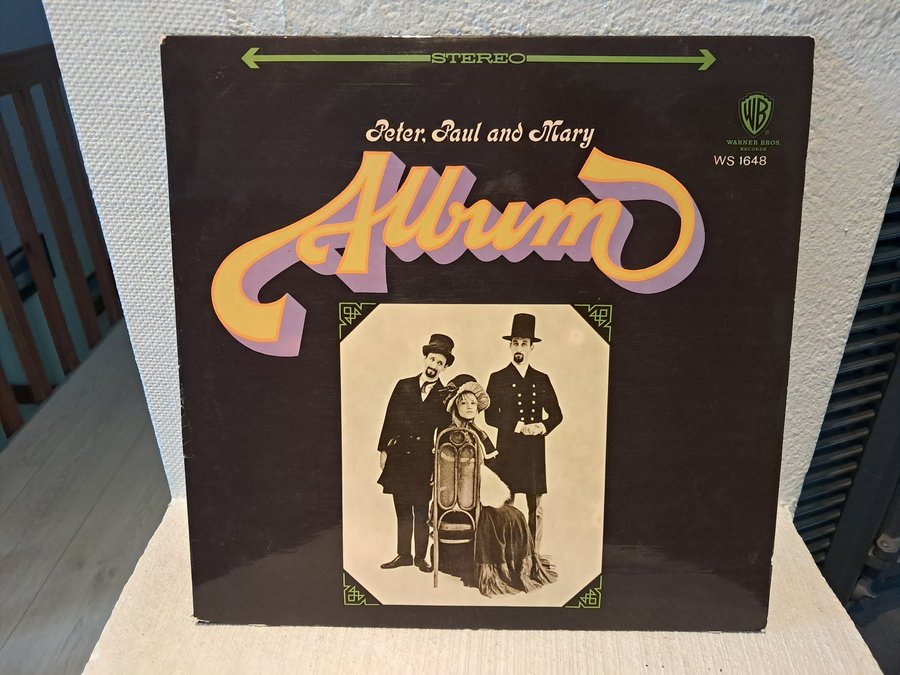 STEREO
Peter, Paul and Mary
Album
WB
WARNER BROS
RECORDS
WS 1648